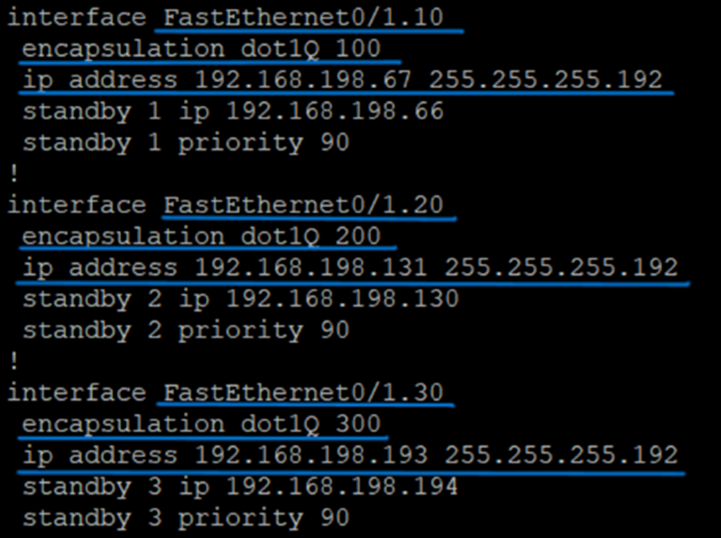 interface FastEthernet0/1.10
encapsulation dot1Q 100
ip address 192.168.198.67 255.255.255.192
standby 1 ip 192.168.198.66
standby 1 priority 90
!
interface FastEthernet0/1.20
encapsulation dot1Q 200
ip address 192.168.198.131 255.255.255.192
standby 2 ip 192.168.198.130
standby 2 priority 90
!
interface FastEthernet0/1.30
encapsulation dot1Q 300
ip address 192.168.198.193 255.255.255.192
standby 3 ip 192.168.198.194
standby 3 priority 90